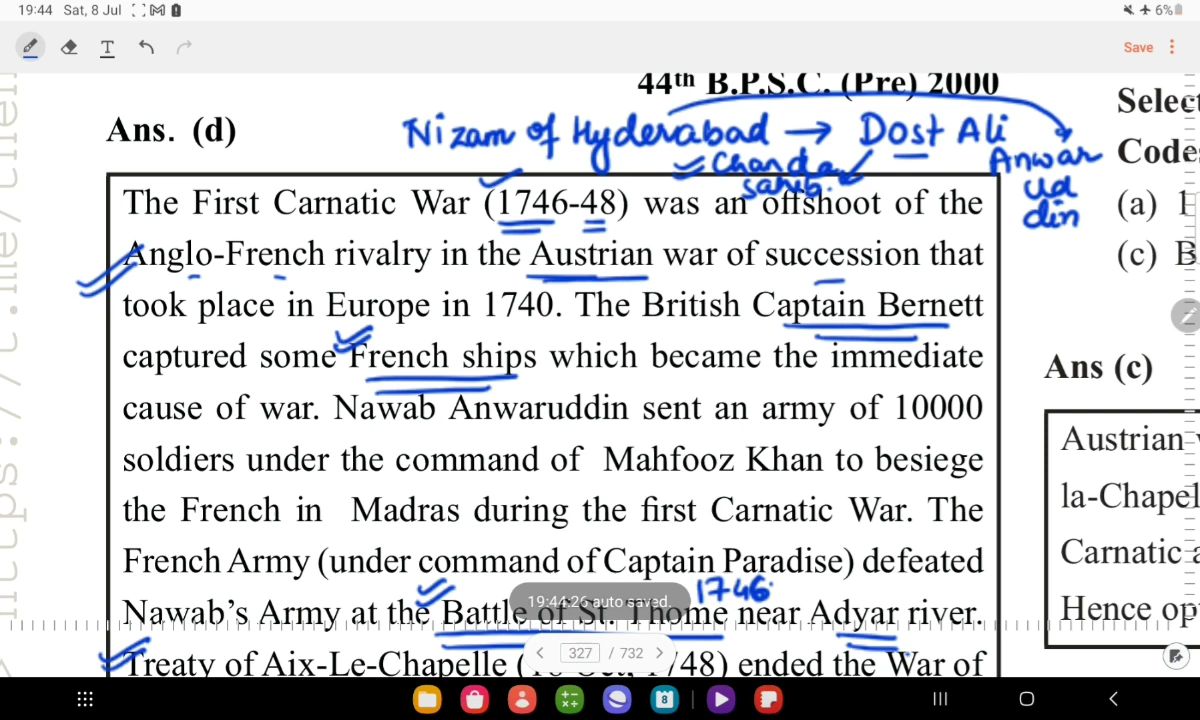 19:44 Sat, 8 Jul
6%
T
Save
44th B.P.S.C. (Pre) 2000
Ans. (d)
Nizam of Hyderabad → Dost Ali
Chanda
sahib.
Anwar
ud
din
The First Carnatic War (1746-48) was an offshoot of the
Anglo-French rivalry in the Austrian war of succession that
took place in Europe in 1740. The British Captain Bernett
captured some French ships which became the immediate
cause of war. Nawab Anwaruddin sent an army of 10000
soldiers under the command of Mahfooz Khan to besiege
the French in Madras during the first Carnatic War. The
French Army (under command of Captain Paradise) defeated
1746
Nawab's Army at the Battle of St. Thome near Adyar river.
19:44:26 auto saved.
Treaty of Aix-Le-Chapelle ( 748) ended the War of
327 / 732
Select
Code
(a)
(c) B
Ans (c)
Austrian
la-Chapel
Carnatic a
Hence op
8
https://t.me/